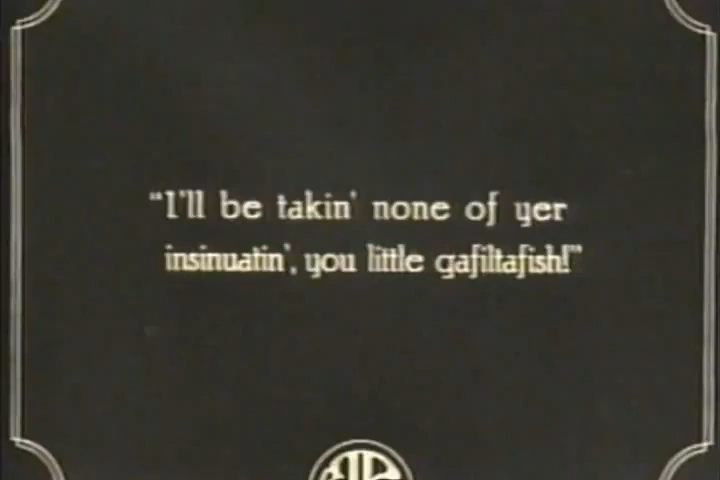 “I'll be takin' none of yer
insinuatin', you little gafiltafish!”